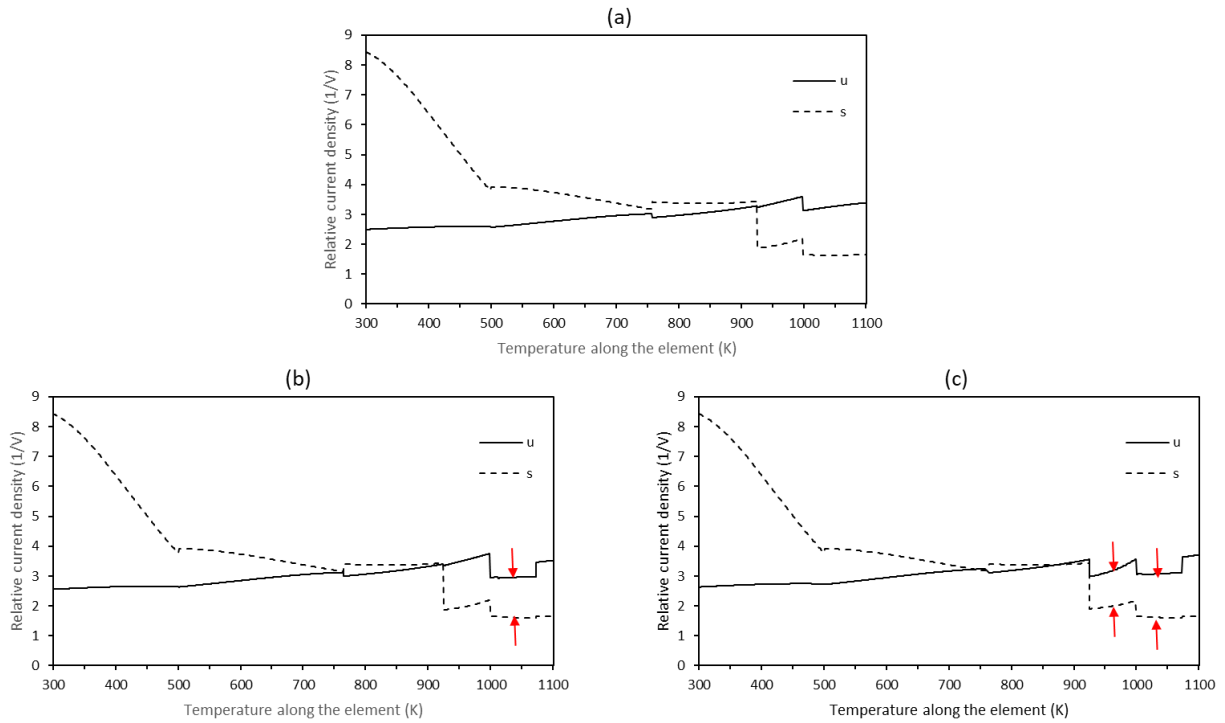 (a)
Relative current density (1/V)
9
8
7
6
5
4
3
2
1
0
u
s
300 400 500 600 700 800 900 1000 1100
Temperature along the element (K)
(b)
Relative current density (1/V)
9
8
7
6
5
4
3
2
1
0
u
s
300 400 500 600 700 800 900 1000 1100
Temperature along the element (K)
(c)
Relative current density (1/V)
9
8
7
6
5
4
3
2
1
0
u
s
300 400 500 600 700 800 900 1000 1100
Temperature along the element (K)